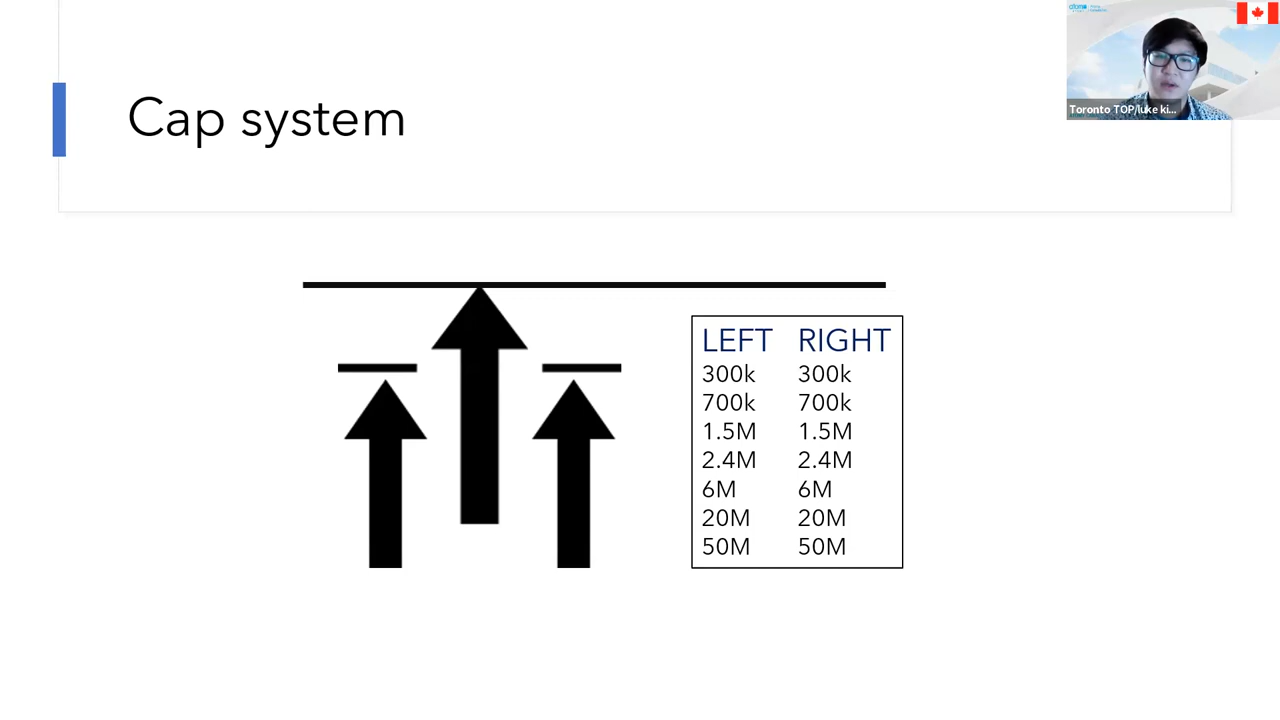 Cap system
atomy
Toronto TOP/luke ki...
LEFT RIGHT
300k 300k
700k 700k
1.5M 1.5M
2.4M 2.4M
6M 6M
20M 20M
50M 50M